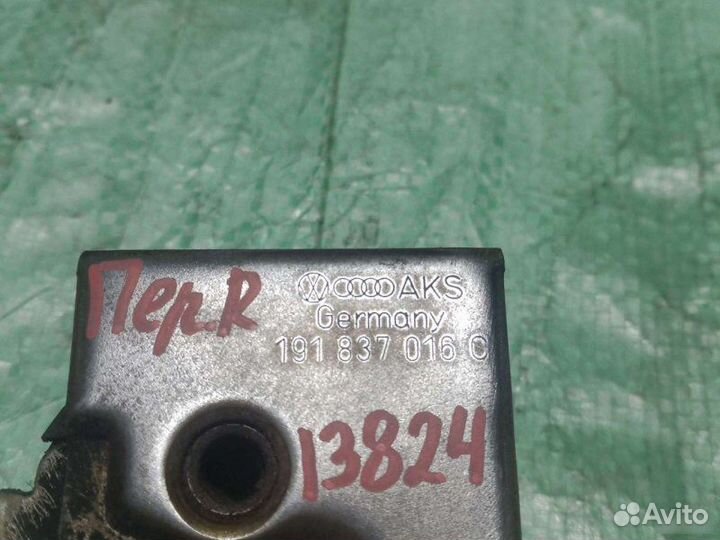 Пер.R
AKS
Germany
191 837 016 C
13824
Avito